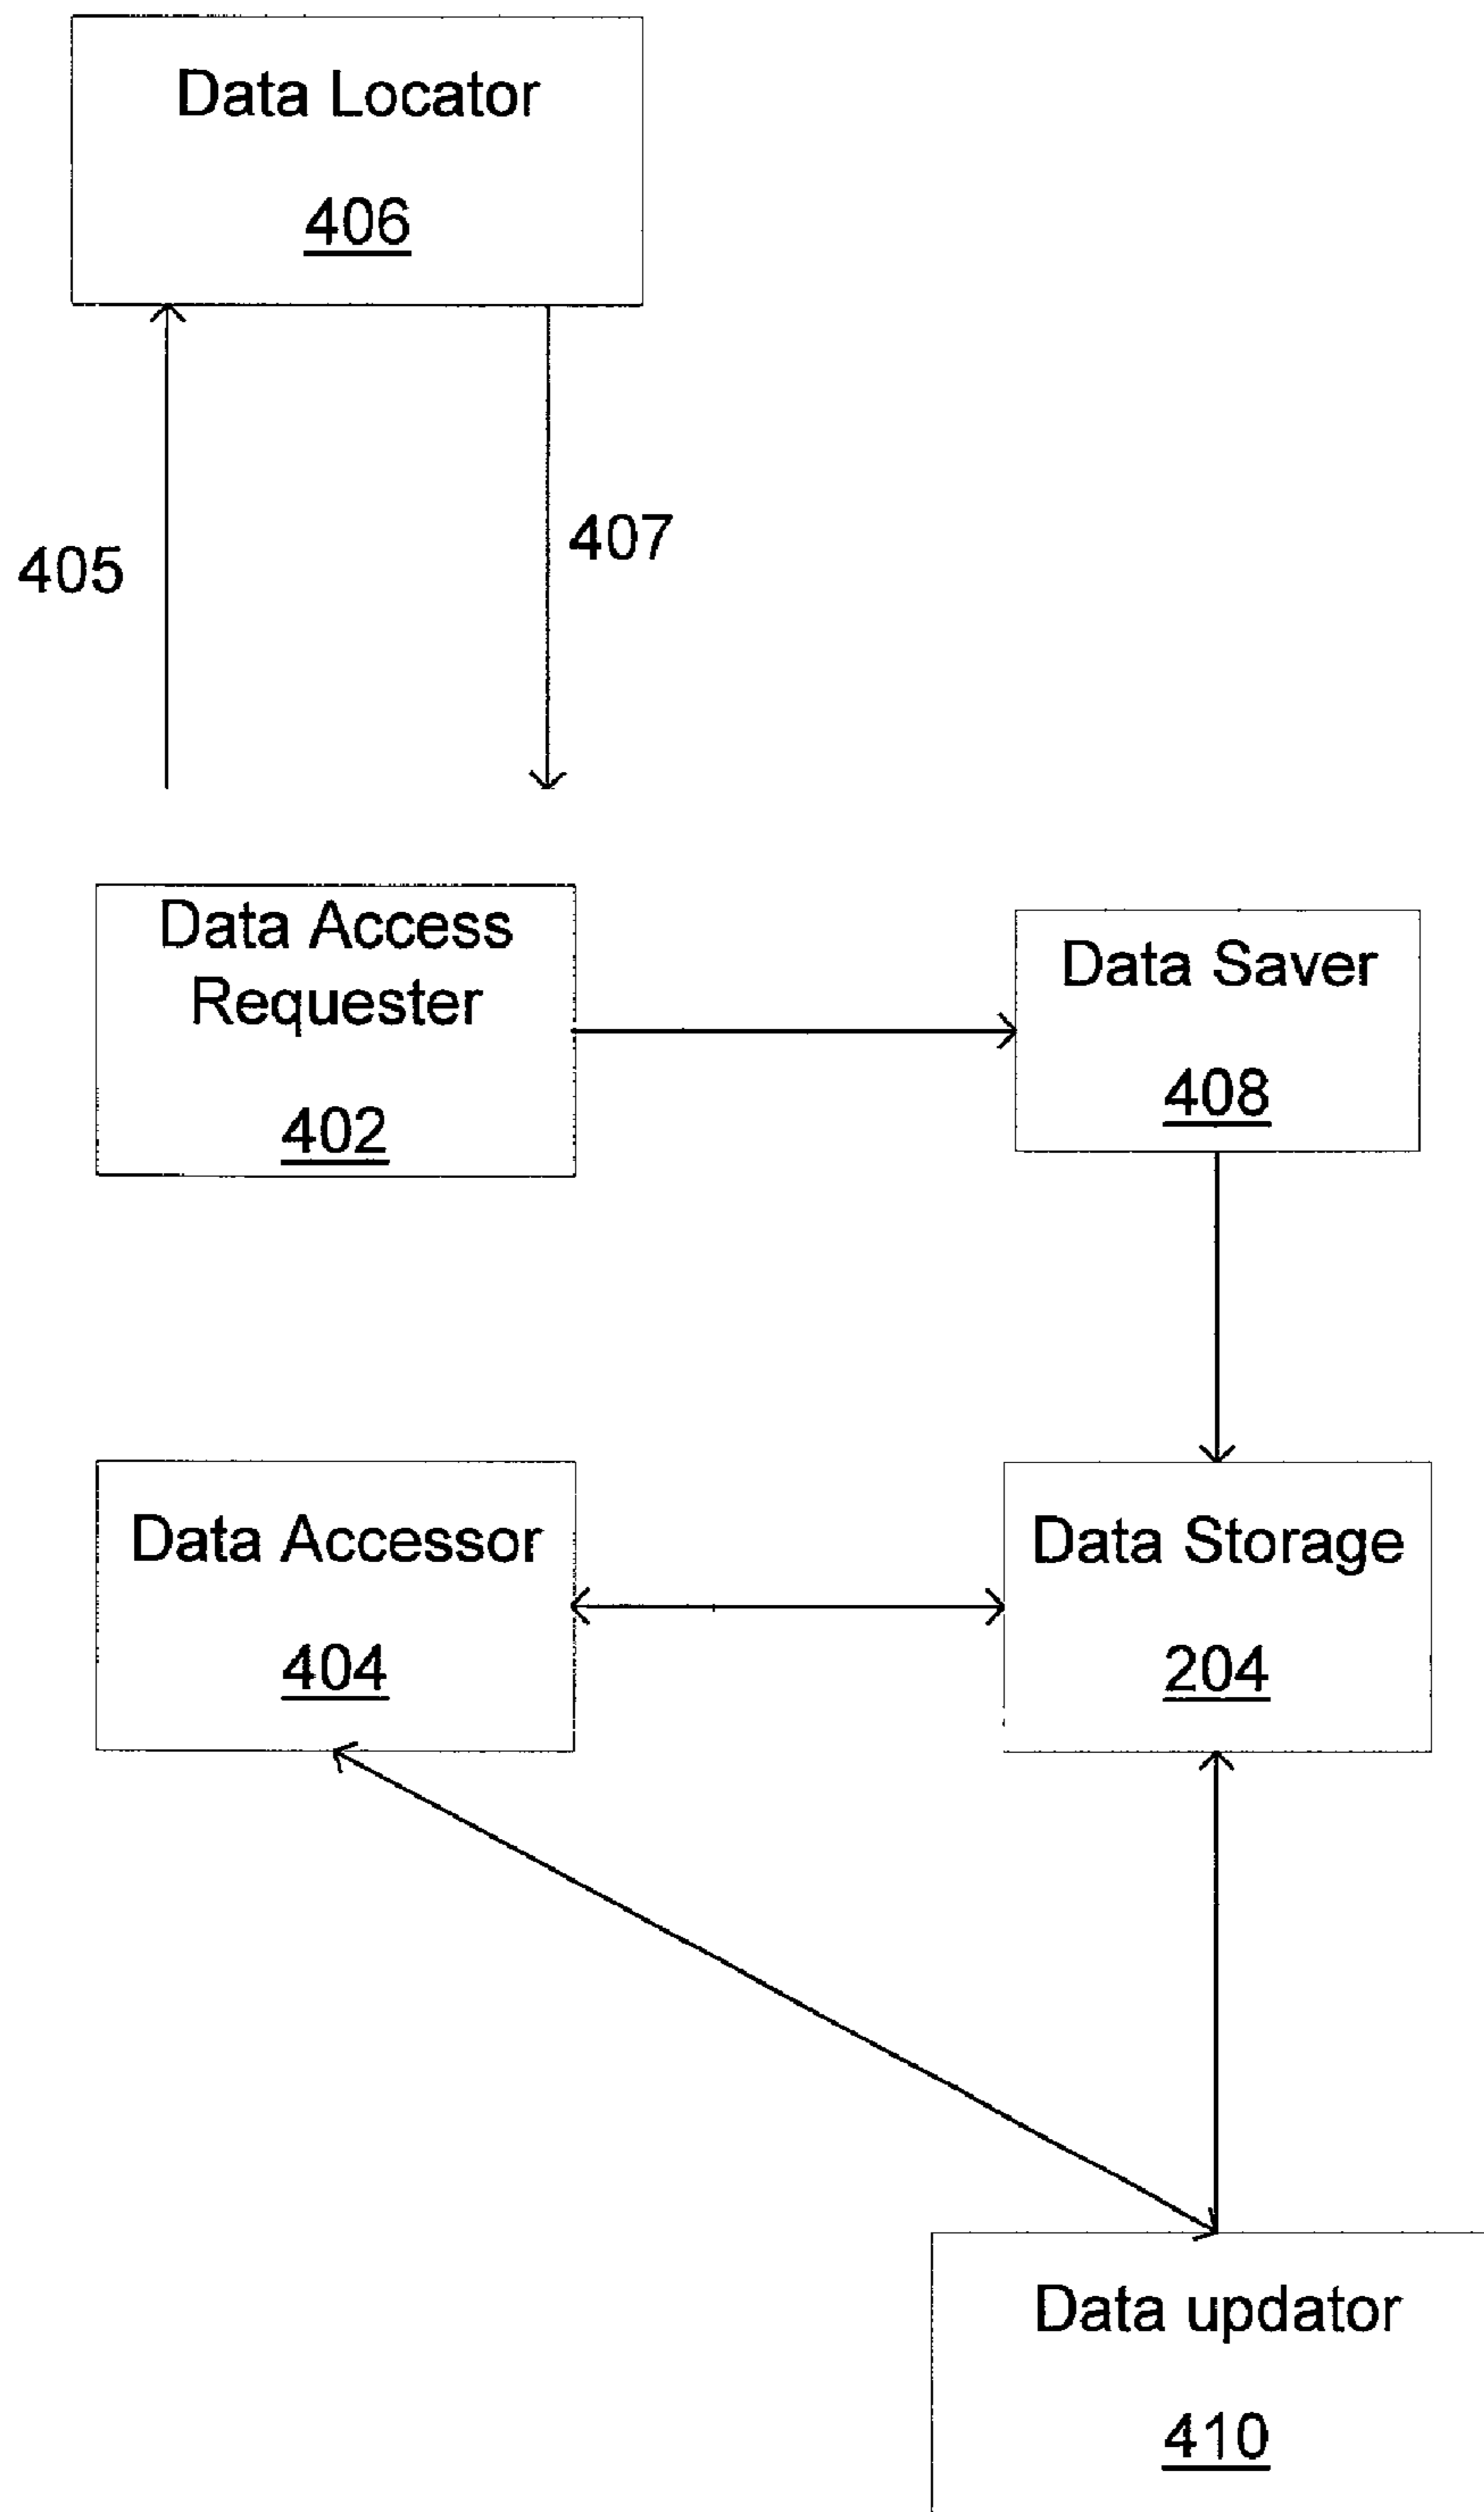 Data Locator
406
407
405
Data Access
Requester
402
Data Saver
408
Data Accessor
404
Data Storage
204
Data updator
410